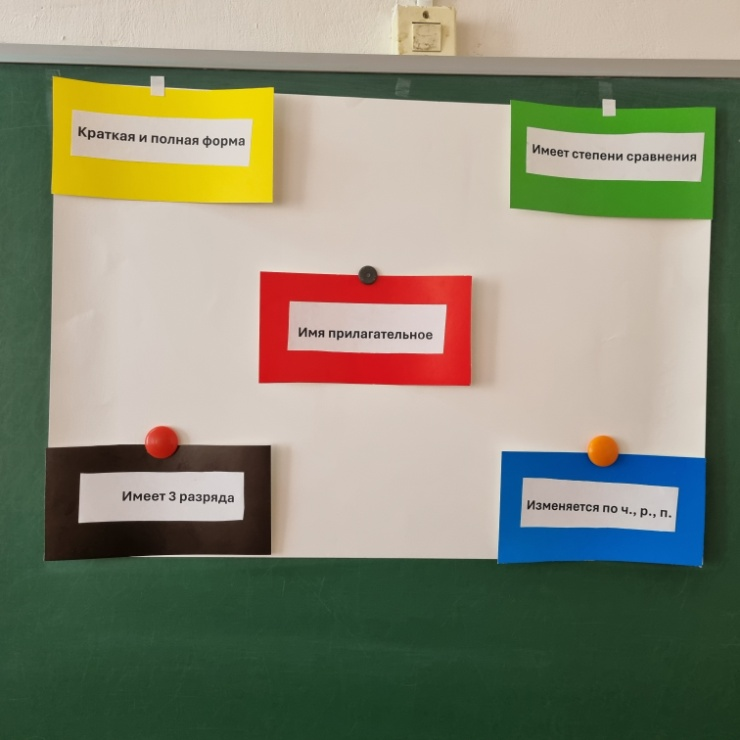 Краткая и полная форма
Имеет степени сравнения
Имя прилагательное
Имеет 3 разряда
Изменяется по ч., р., п.